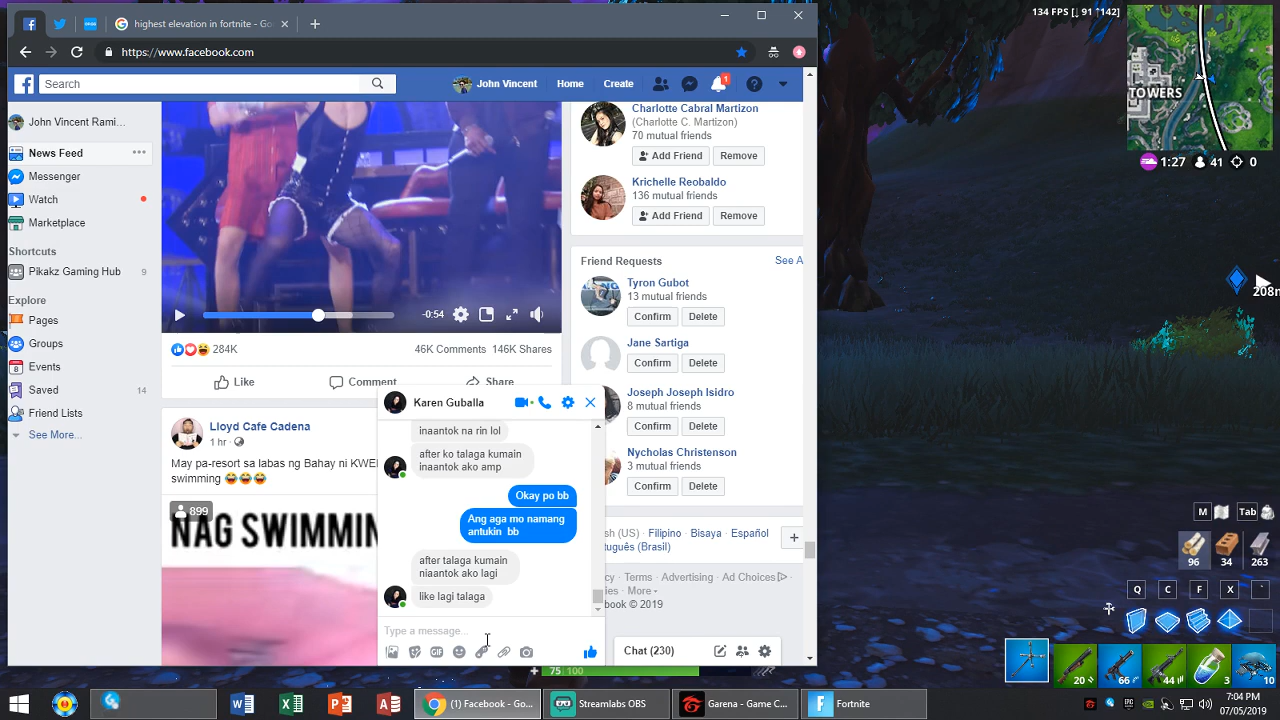 highest elevation in fortnite - Go
https://www.facebook.com
Search
John Vincent
Home
Create
1
John Vincent Rami...
News Feed
Messenger
Watch
Marketplace
Shortcuts
Pikakz Gaming Hub 9
Explore
Pages
Groups
Events
Saved 14
Friend Lists
See More...
-0:54
284K
46K Comments 146K Shares
Like
Comment
Share
Lloyd Cafe Cadena
1 hr
May pa-resort sa labas ng Bahay ni KWE
swimming
899
NAG SWIMMIN
Charlotte Cabral Martizon
(Charlotte C. Martizon)
70 mutual friends
Add Friend
Remove
Krichelle Reobaldo
136 mutual friends
Add Friend
Remove
Friend Requests
See A
Tyron Gubot
13 mutual friends
Confirm
Delete
Jane Sartiga
Confirm
Delete
Joseph Joseph Isidro
8 mutual friends
Confirm
Delete
Nycholas Christenson
3 mutual friends
Confirm
Delete
sh (US) · Filipino · Bisaya · Español
tuguês (Brasil)
cy · Terms · Advertising · Ad Choices
ies · More
book © 2019
Karen Guballa
inaantok na rin lol
after ko talaga kumain
inaantok ako amp
Okay po bb
Ang aga mo namang
antukin bb
after talaga kumain
niaantok ako lagi
like lagi talaga
Type a message...
GIF
Chat (230)
134 FPS [↓ 91 ↑142]
TOWERS
1:27 41 0
208m
M
Tab
96
34
263
Q
C
F
X
20
66
44
3
10
75 | 100
(1) Facebook - Go...
Streamlabs OBS
Garena - Game C...
Fortnite
7:04 PM
07/05/2019